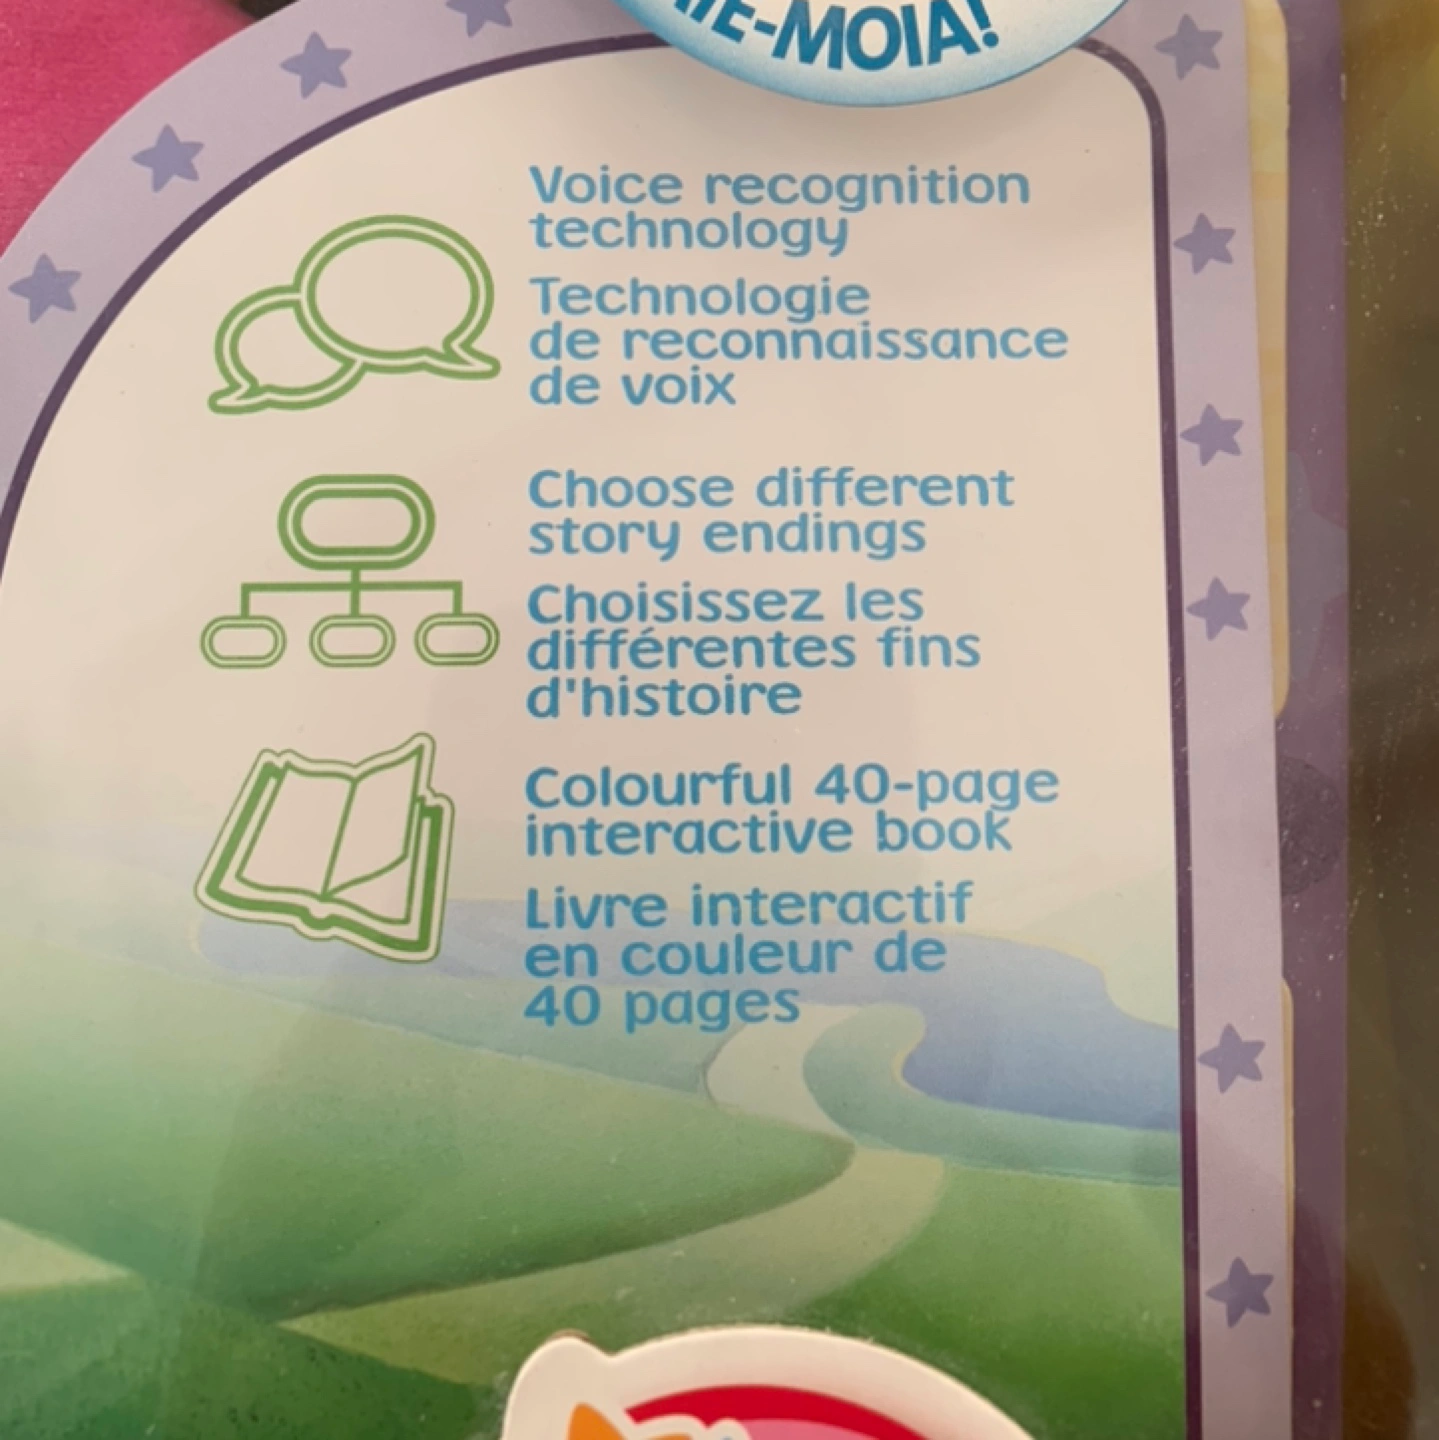 Voice recognition
technology
Technologie
de reconnaissance
de voix
Choose different
story endings
Choisissez les
différentes fins
d'histoire
Colourful 40-page
interactive book
Livre interactif
en couleur de
40 pages